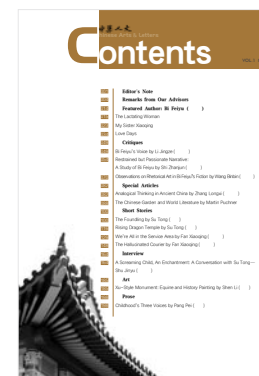 中华人文
Chinese Arts & Letters
Contents
Editor's Note
Remarks from Our Advisors
Featured Author: Bi Feiyu ( )
The Lactating Woman
My Sister Xiaoqing
Love Days
Critiques
Bi Feiyu's Voice by Li Jingze ( )
Restrained but Passionate Narrative:
A Study of Bi Feiyu by Shi Zhanjun ( )
Observations on Rhetorical Art in Bi Feiyu's Fiction by Wang Binbin ( )
Special Articles
Analogical Thinking in Ancient China by Zhang Longxi ( )
The Chinese Garden and World Literature by Martin Puchner
Short Stories
The Foundling by Su Tong ( )
Rising Dragon Temple by Su Tong ( )
We're All in the Service Area by Fan Xiaoqing ( )
The Hallucinated Courier by Fan Xiaoqing ( )
Interview
A Screaming Child, An Enchantment: A Conversation with Su Tong —
Shu Jinyu ( )
Art
Xu-Style Monument: Equine and History Painting by Shen Li ( )
Prose
Childhood's Three Voices by Pang Pei ( )